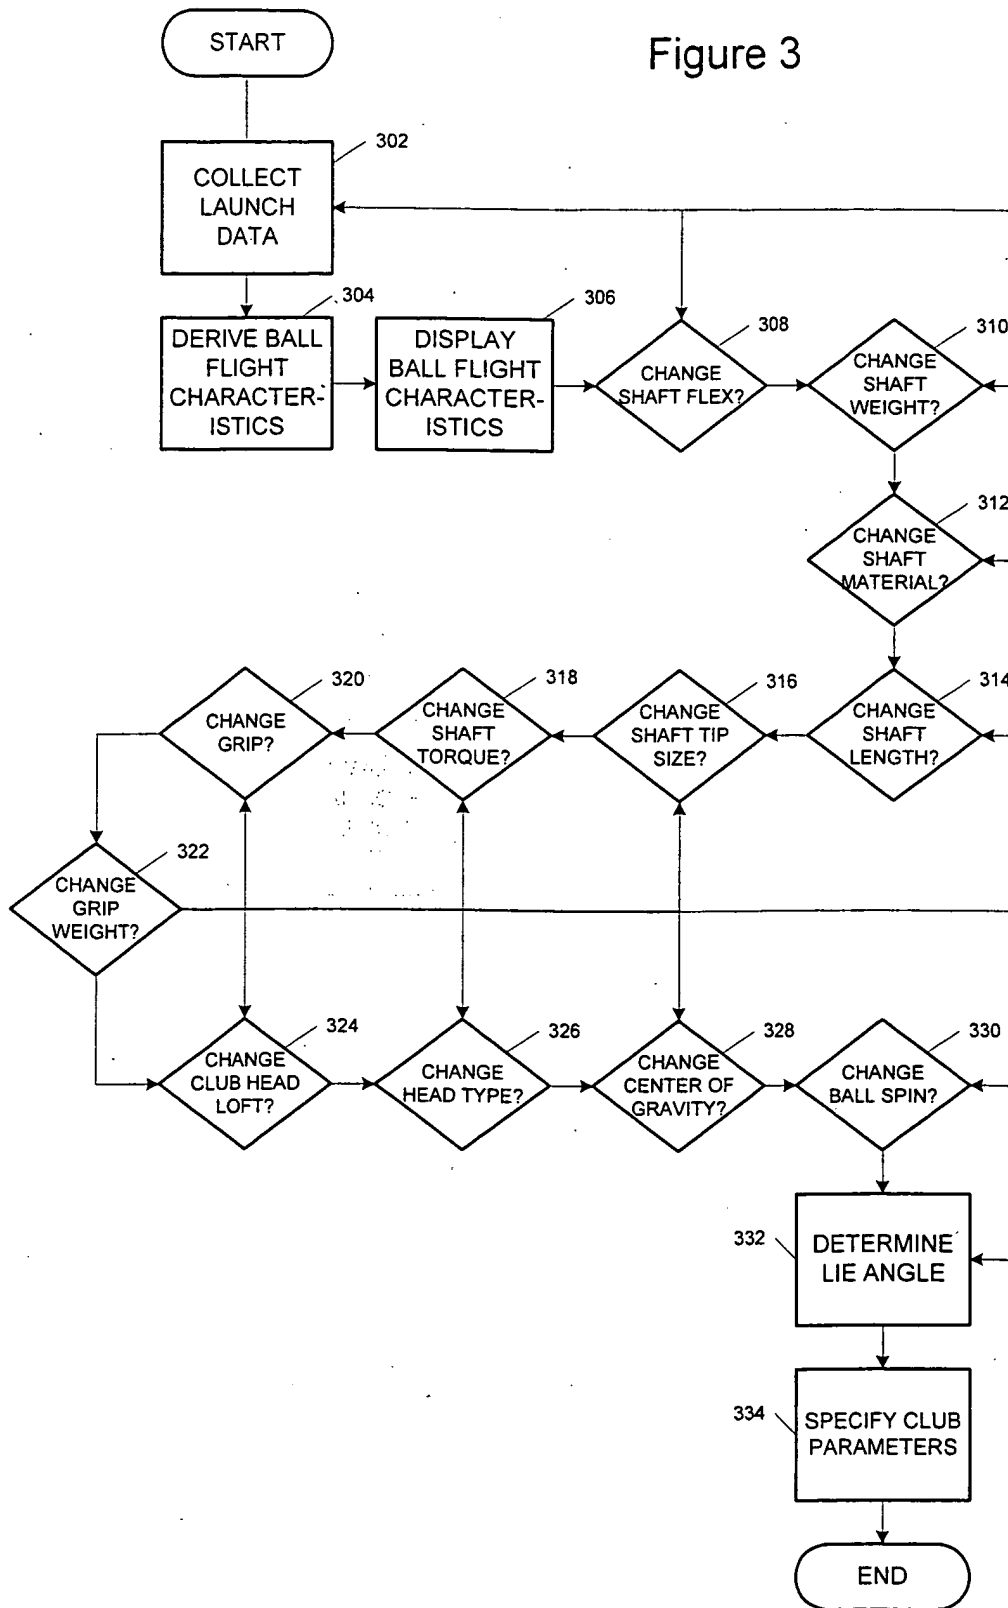 START
Figure 3
302
COLLECT
LAUNCH
DATA
304
DERIVE BALL
FLIGHT
CHARACTER-
ISTICS
306
DISPLAY
BALL FLIGHT
CHARACTER-
ISTICS
308
CHANGE
SHAFT FLEX?
310
CHANGE
SHAFT
WEIGHT?
312
CHANGE
SHAFT
MATERIAL?
314
CHANGE
SHAFT
LENGTH?
316
CHANGE
SHAFT TIP
SIZE?
318
CHANGE
SHAFT
TORQUE?
320
CHANGE
GRIP?
322
CHANGE
GRIP
WEIGHT?
324
CHANGE
CLUB HEAD
LOFT?
326
CHANGE
HEAD TYPE?
328
CHANGE
CENTER OF
GRAVITY?
330
CHANGE
BALL SPIN?
332
DETERMINE
LIE ANGLE
334
SPECIFY CLUB
PARAMETERS
END